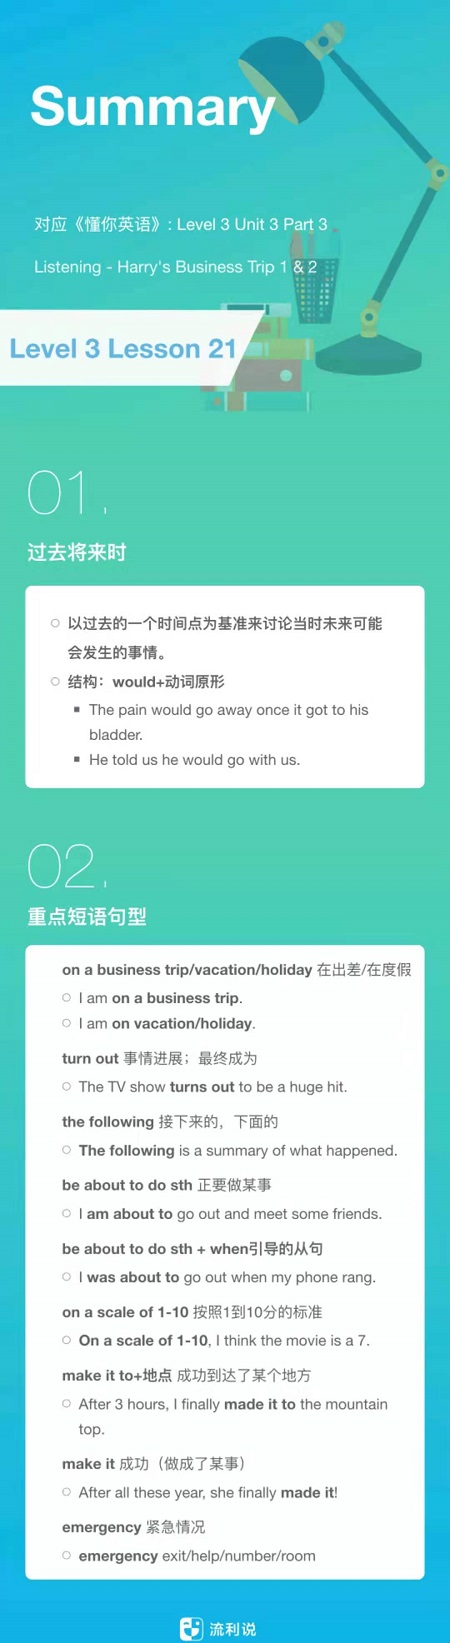 Summary
对应《懂你英语》: Level 3 Unit 3 Part 3
Listening - Harry's Business Trip 1 & 2
Level 3 Lesson 21
01.
过去将来时
以过去的一个时间点为基准来讨论当时未来可能
会发生的事情。
结构：would+动词原形
The pain would go away once it got to his
bladder.
He told us he would go with us.
02.
重点短语句型
on a business trip/vacation/holiday 在出差/在度假
I am on a business trip.
I am on vacation/holiday.
turn out 事情进展；最终成为
The TV show turns out to be a huge hit.
the following 接下来的，下面的
The following is a summary of what happened.
be about to do sth 正要做某事
I am about to go out and meet some friends.
be about to do sth + when引导的从句
I was about to go out when my phone rang.
on a scale of 1-10 按照1到10分的标准
On a scale of 1-10, I think the movie is a 7.
make it to+地点 成功到达了某个地方
After 3 hours, I finally made it to the mountain
top.
make it 成功（做成了某事）
After all these year, she finally made it!
emergency 紧急情况
emergency exit/help/number/room
流利说